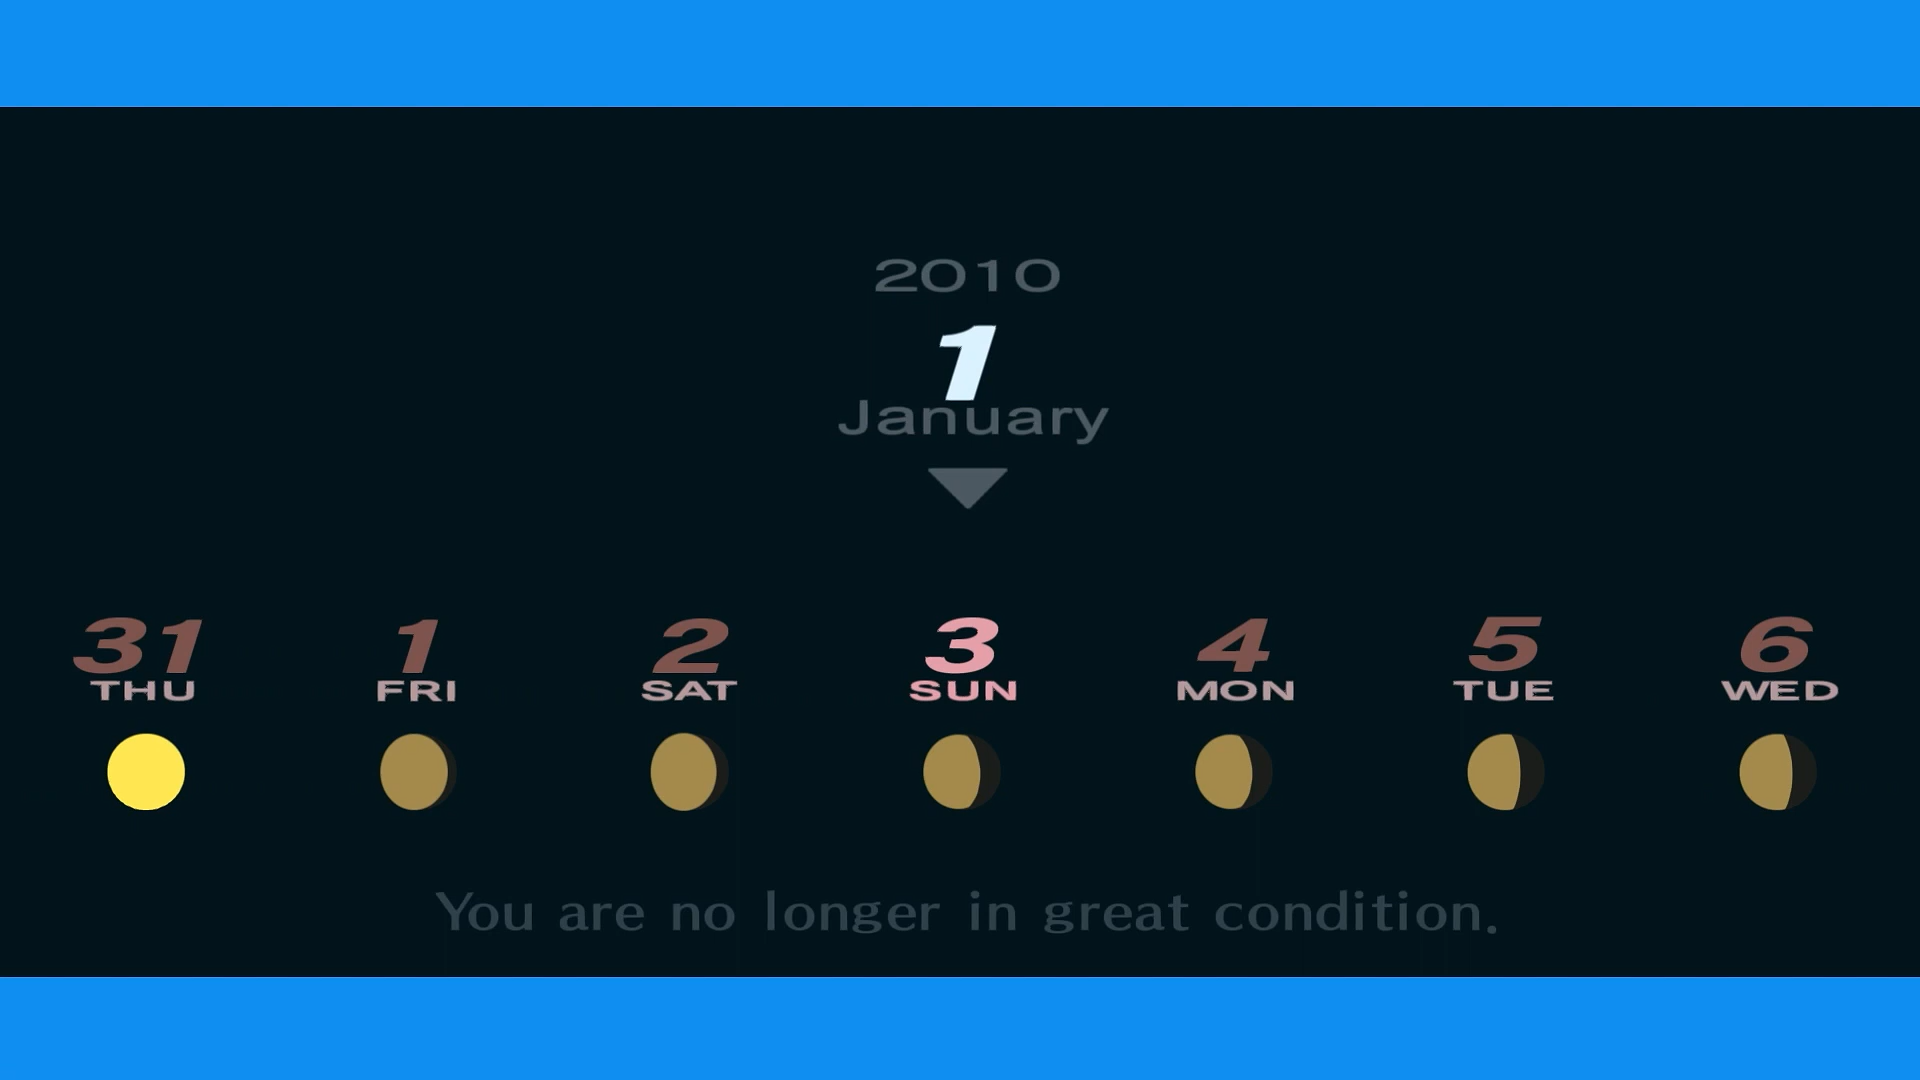 2010
1
January
31 1 2 3 4 5 6
THU FRI SAT SUN MON TUE WED
You are no longer in great condition.